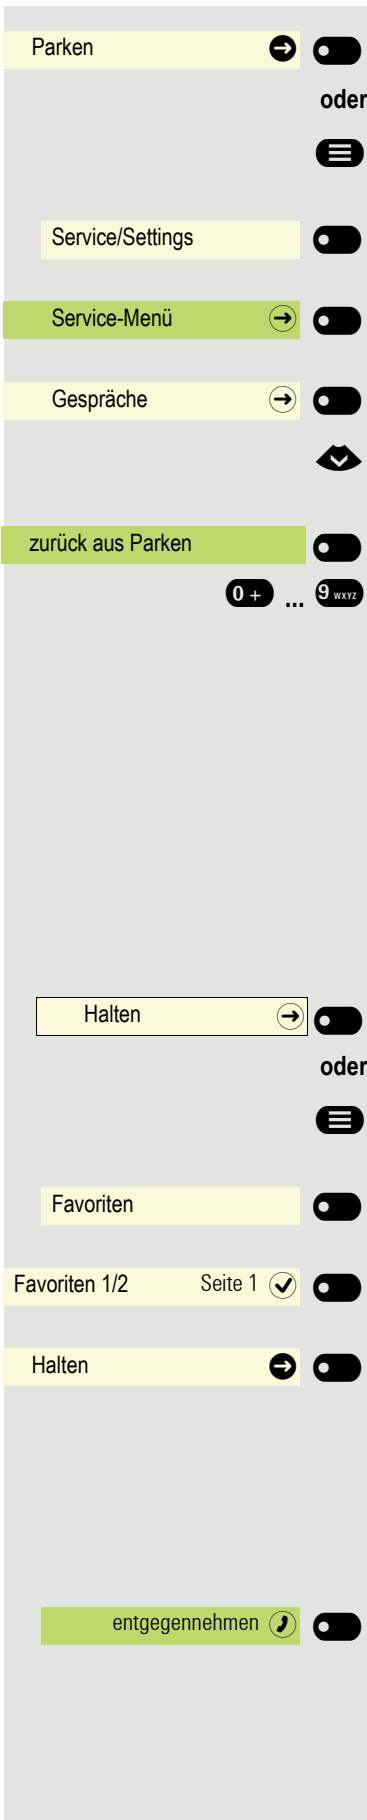 Parken
oder
Service/Settings
Service-Menü
Gespräche
zurück aus Parken
0 + ... 9 WXYZ
Halten
oder
Favoriten
Favoriten 1/2 Seite 1
Halten
entgegennehmen